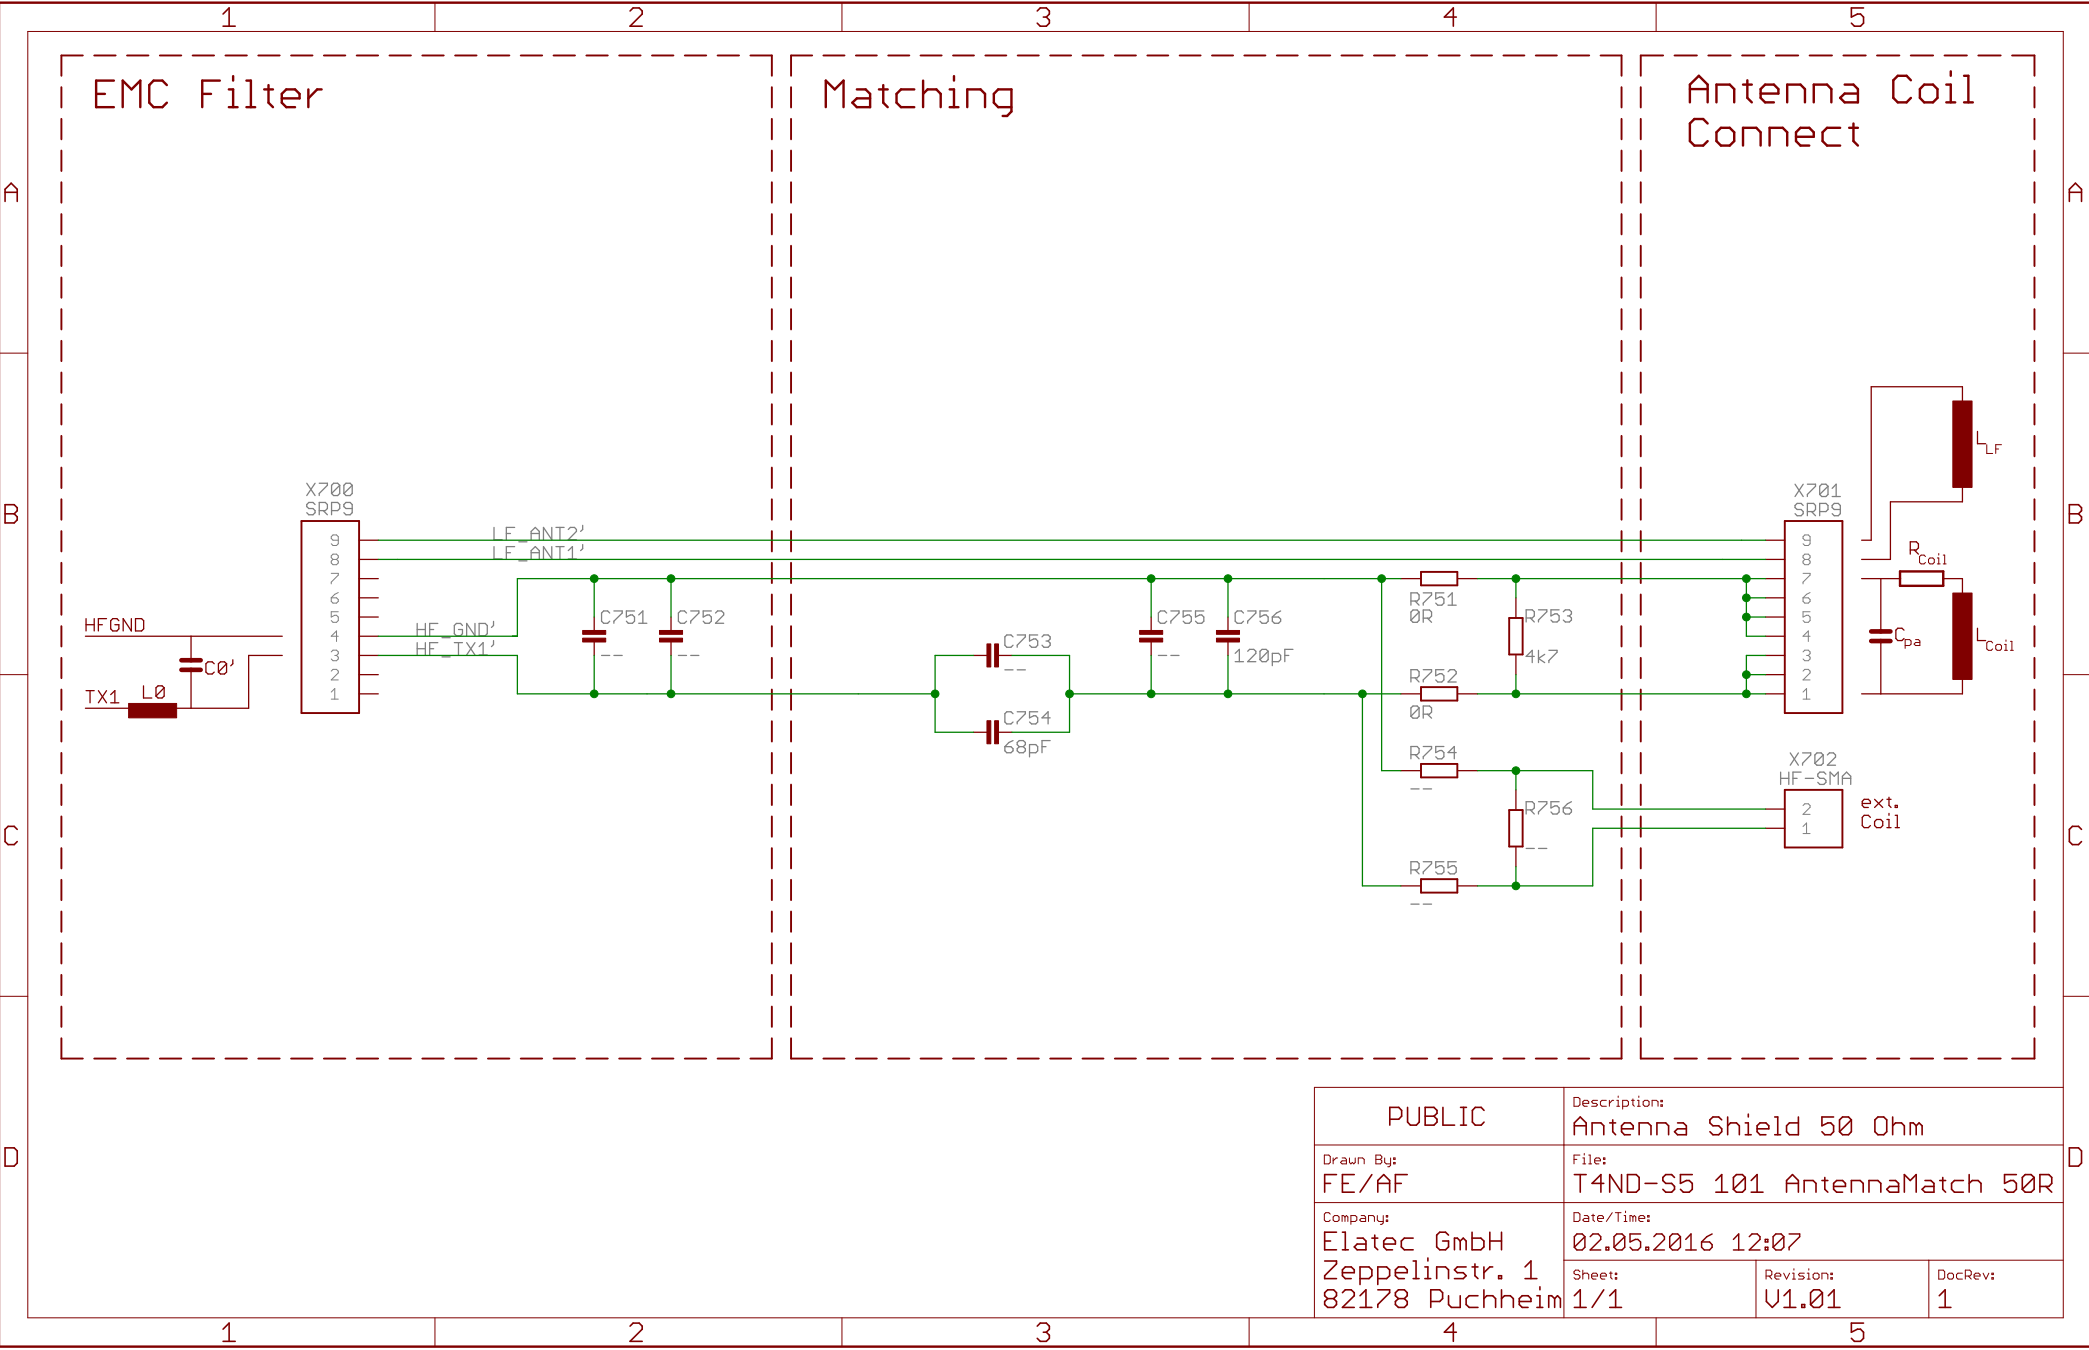 1 2 3 4 5
EMC Filter
Matching
Antenna Coil
Connect
A A
B B
C C
D D
X700
SRP9
9
8
7
6
5
4
3
2
1
HFGND
C0'
TX1
L0
LF_ANT2'
LF_ANT1'
HF_GND'
HF_TX1'
C751
--
C752
--
C753
--
C754
68pF
C755
--
C756
120pF
R751
0R
R752
0R
R753
4k7
R754
--
R755
--
R756
--
X701
SRP9
9
8
7
6
5
4
3
2
1
LLF
RCoil
Cpa
LCoil
X702
HF-SMA
2
1
ext.
Coil
PUBLIC
Description:
Antenna Shield 50 Ohm
Drawn By:
FE/AF
File:
T4ND-S5 101 AntennaMatch 50R
Company:
Elatec GmbH
Zeppelinstr. 1
82178 Puchheim
Date/Time:
02.05.2016 12:07
Sheet:
1/1
Revision:
V1.01
DocRev:
1
1 2 3 4 5